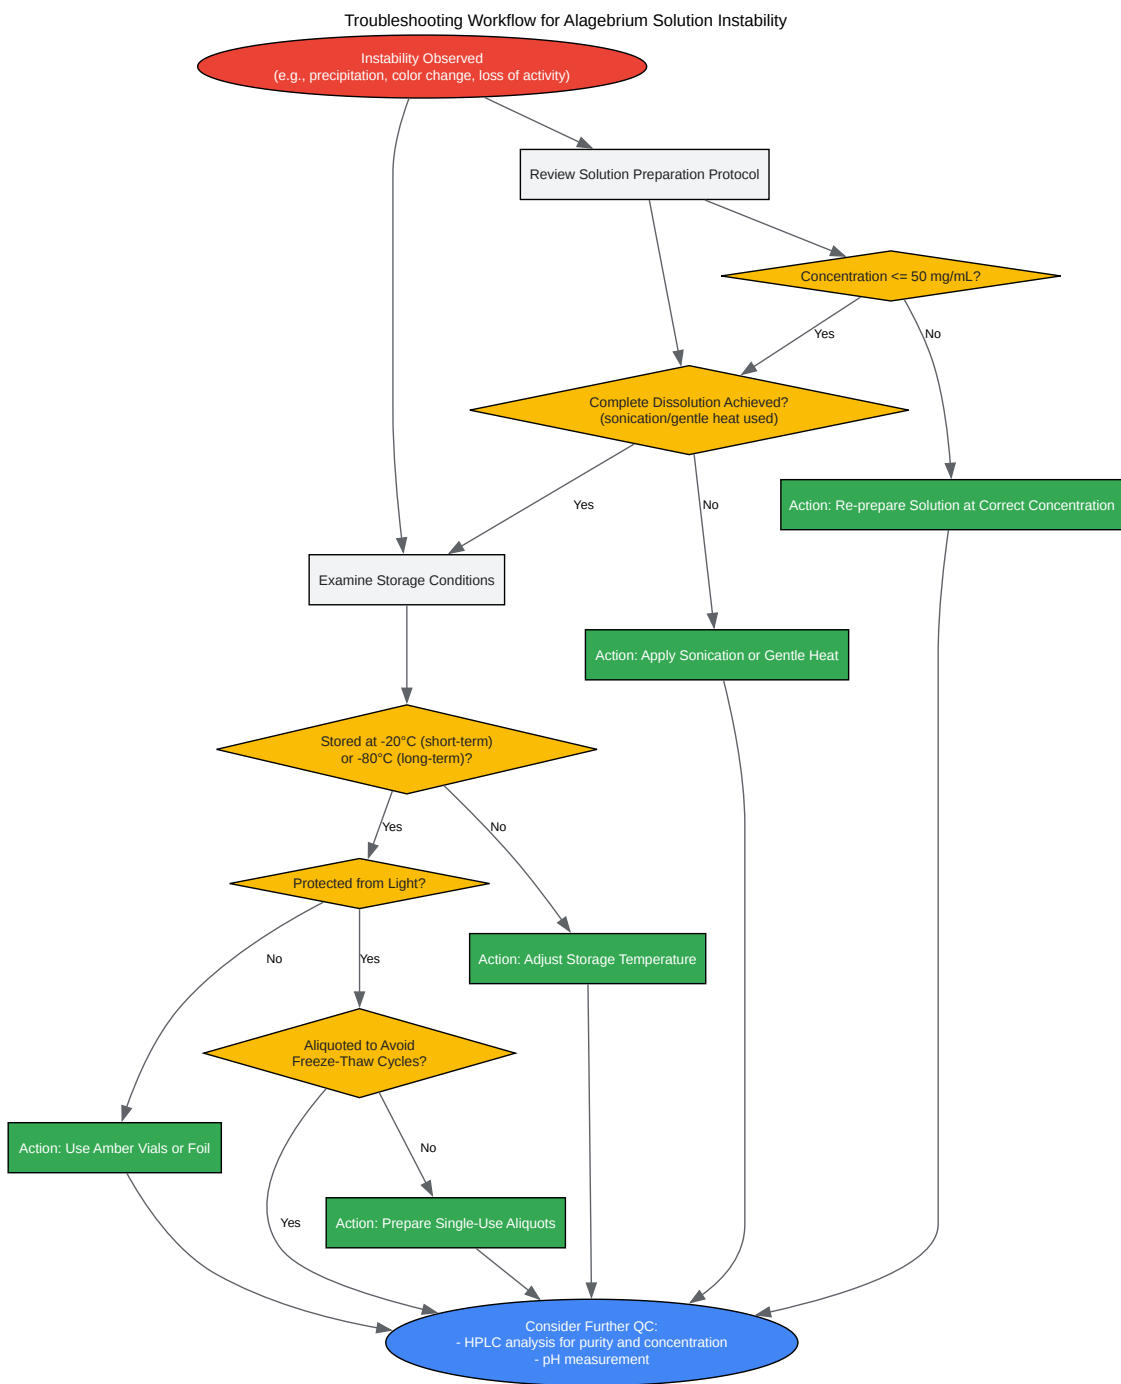 Troubleshooting Workflow for Alagebrium Solution Instability
Instability Observed
(e.g., precipitation, color change, loss of activity)
Review Solution Preparation Protocol
Concentration <= 50 mg/mL?
Yes
No
Complete Dissolution Achieved?
(sonication/gentle heat used)
Yes
No
Action: Re-prepare Solution at Correct Concentration
Examine Storage Conditions
Action: Apply Sonication or Gentle Heat
Stored at -20°C (short-term)
or -80°C (long-term)?
Yes
No
Protected from Light?
No
Yes
Action: Adjust Storage Temperature
Aliquoted to Avoid
Freeze-Thaw Cycles?
Action: Use Amber Vials or Foil
No
Yes
Action: Prepare Single-Use Aliquots
Consider Further QC:
- HPLC analysis for purity and concentration
- pH measurement